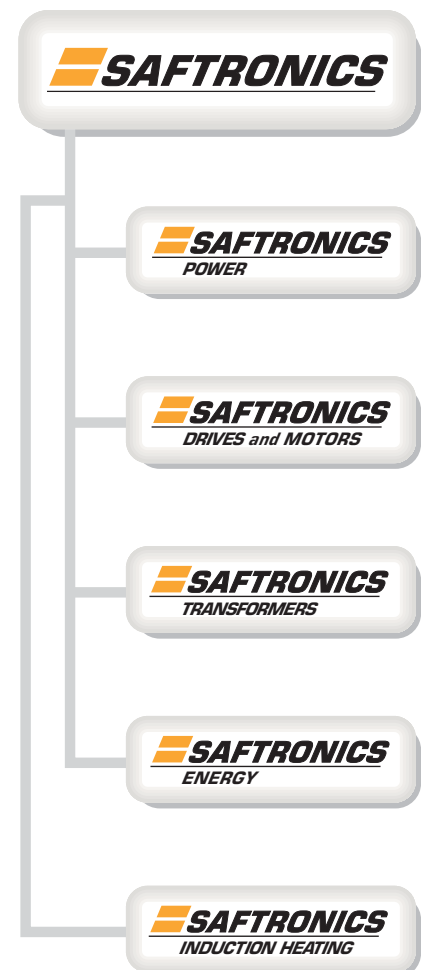 SAFTRONICS
SAFTRONICS
POWER
SAFTRONICS
DRIVES and MOTORS
SAFTRONICS
TRANSFORMERS
SAFTRONICS
ENERGY
SAFTRONICS
INDUCTION HEATING